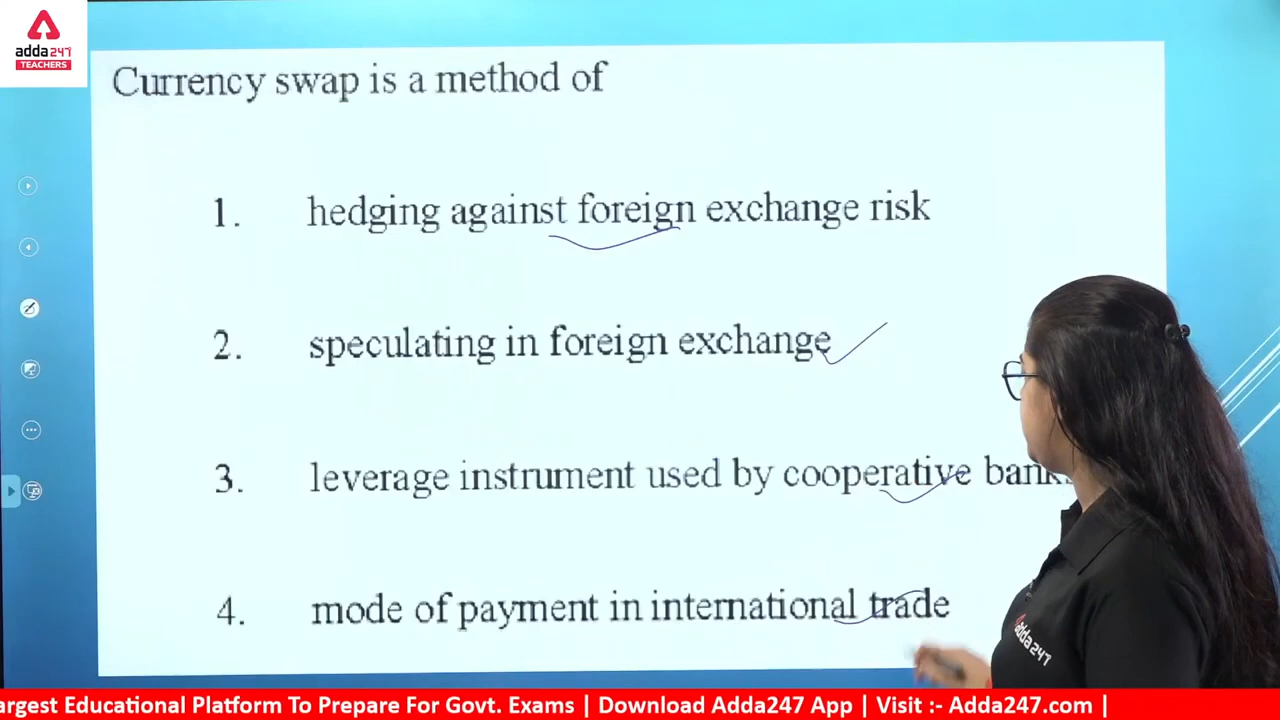 adda247
TEACHERS
Currency swap is a method of
1. hedging against foreign exchange risk
2. speculating in foreign exchange
3. leverage instrument used by cooperative banks
4. mode of payment in international trade
adda247
argest Educational Platform To Prepare For Govt. Exams | Download Adda247 App | Visit :- Adda247.com |